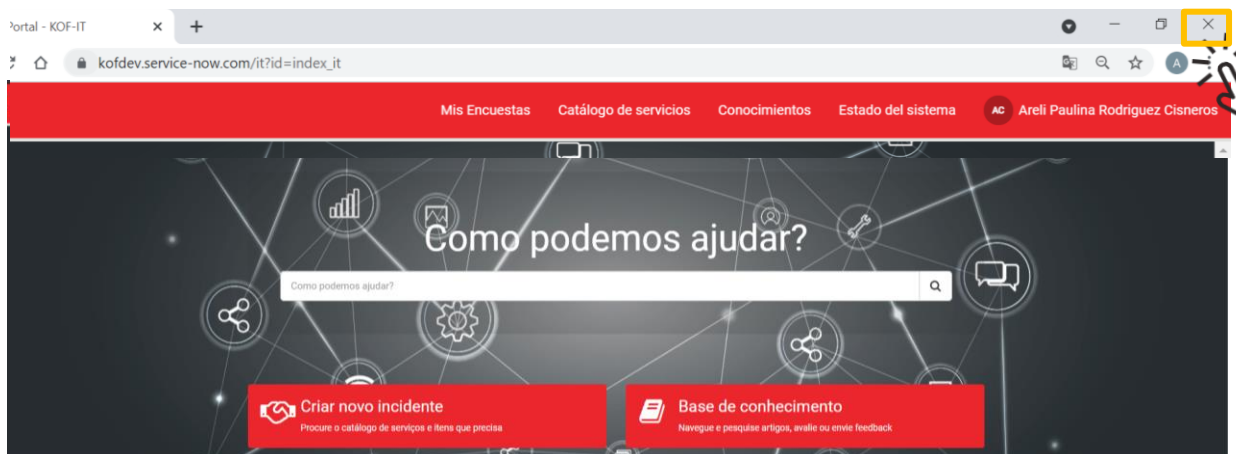 Portal - KOF-IT
kofdev.service-now.com/it?id=index_it
A
Mis Encuestas Catálogo de servicios Conocimientos Estado del sistema AC Areli Paulina Rodriguez Cisneros
Como podemos ajudar?
Como podemos ajudar?
Criar novo incidente
Procure o catálogo de serviços e itens que precisa
Base de conhecimento
Navegue e pesquise artigos, avalie ou envie feedback